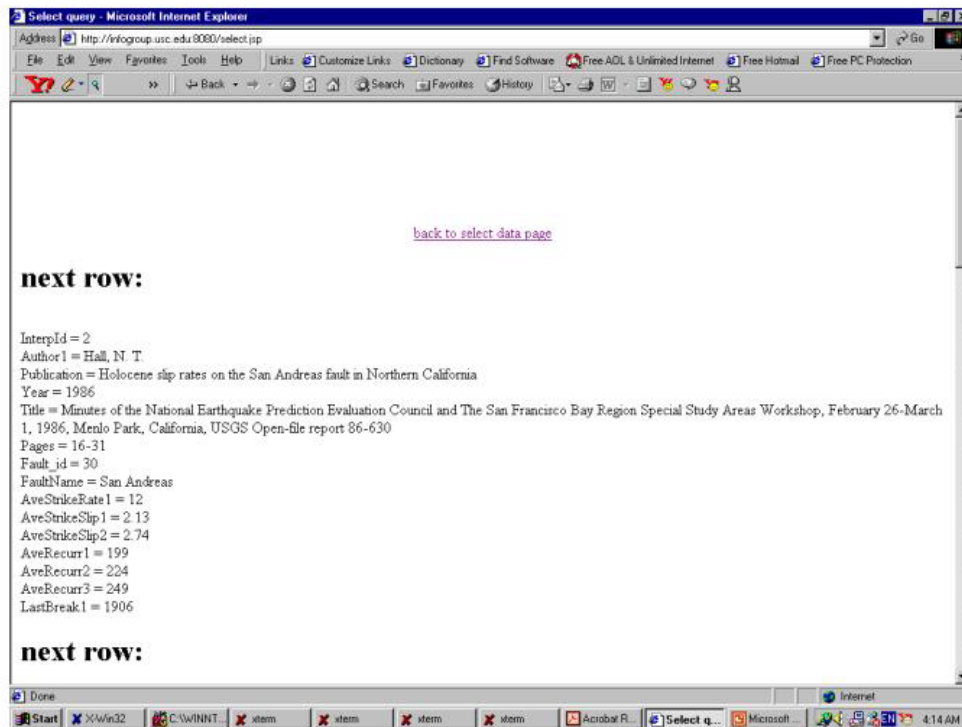 Select query - Microsoft Internet Explorer
Address http://infogroup.usc.edu:8080/select.jsp Go
File Edit View Favorites Tools Help Links Customize Links Dictionary Find Software Free AOL & Unlimited Internet Free Hotmail Free PC Protection
Y? » Back Search Favorites History
back to select data page
next row:
InterpId = 2
Author1 = Hall, N. T.
Publication = Holocene slip rates on the San Andreas fault in Northern California
Year = 1986
Title = Minutes of the National Earthquake Prediction Evaluation Council and The San Francisco Bay Region Special Study Areas Workshop, February 26-March
1, 1986, Menlo Park, California, USGS Open-file report 86-630
Pages = 16-31
Fault_id = 30
FaultName = San Andreas
AveStrikeRate1 = 12
AveStrikeSlip1 = 2.13
AveStrikeSlip2 = 2.74
AveRecurr1 = 199
AveRecurr2 = 224
AveRecurr3 = 249
LastBreak1 = 1906
next row:
Done Internet
Start X-Win32 C:\WINNT... xterm xterm xterm xterm Acrobat R... Select q... Microsoft... EN 4:14 AM